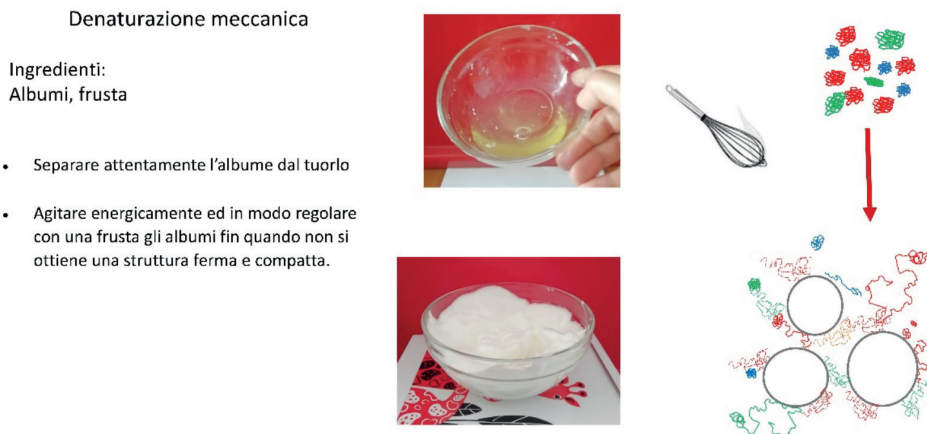 Denaturazione meccanica
Ingredienti:
Albumi, frusta
• Separare attentamente l'albume dal tuorlo
• Agitare energicamente ed in modo regolare
con una frusta gli albumi fin quando non si
ottiene una struttura ferma e compatta.